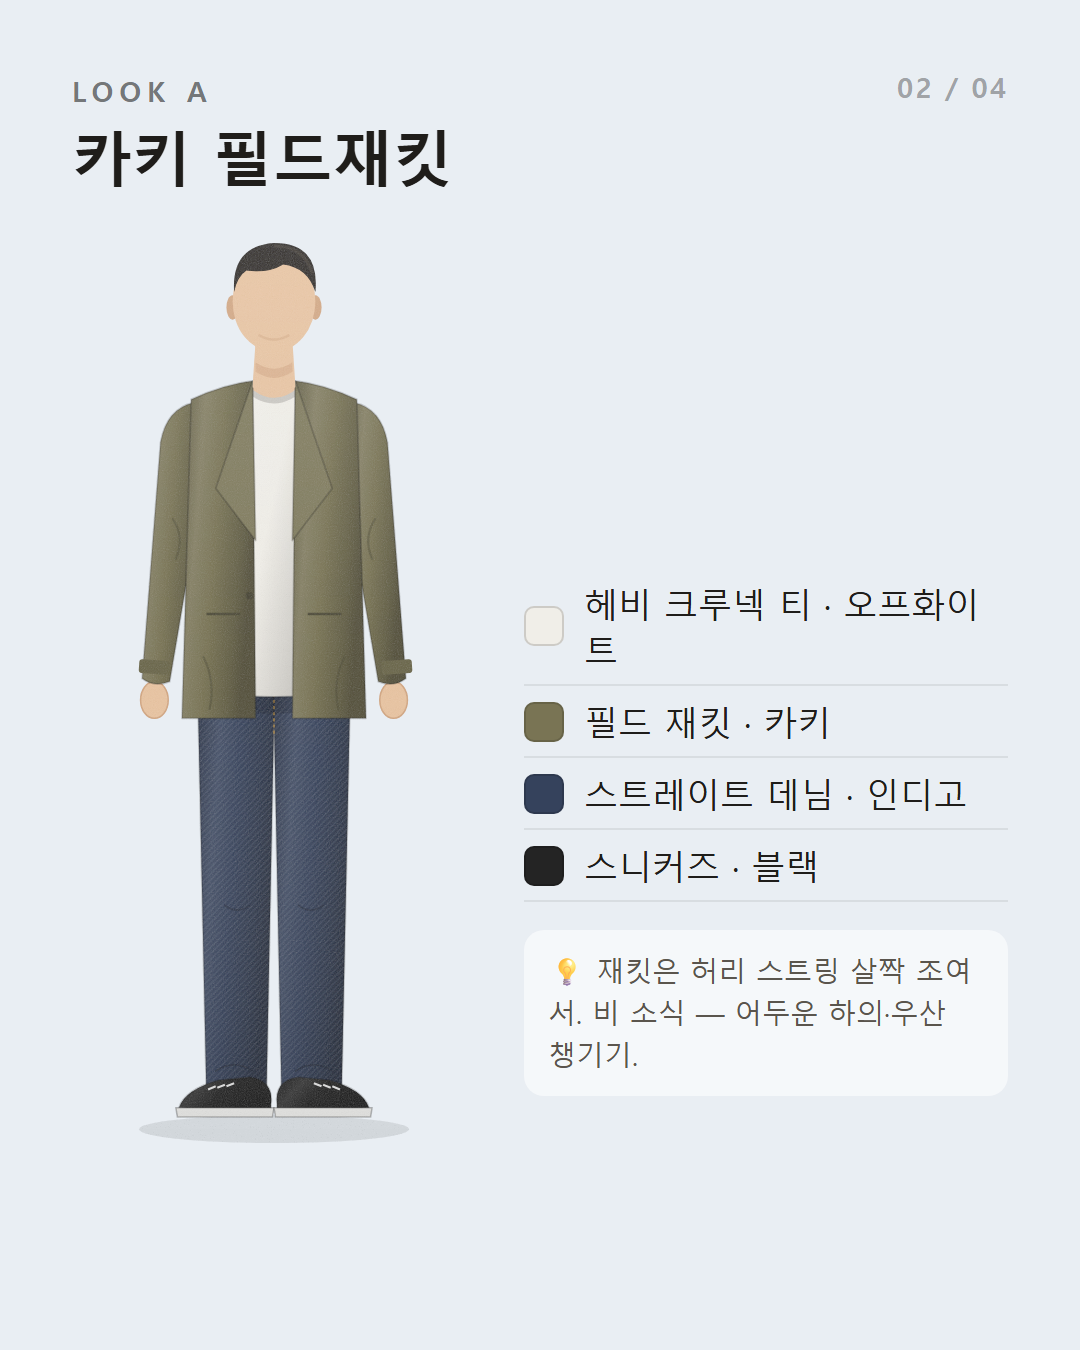 LOOK A
02 / 04
카키 필드재킷
헤비 크루넥 티 · 오프화이
트
필드 재킷 · 카키
스트레이트 데님 · 인디고
스니커즈 · 블랙
💡 재킷은 허리 스트링 살짝 조여
서. 비 소식 — 어두운 하의·우산
챙기기.